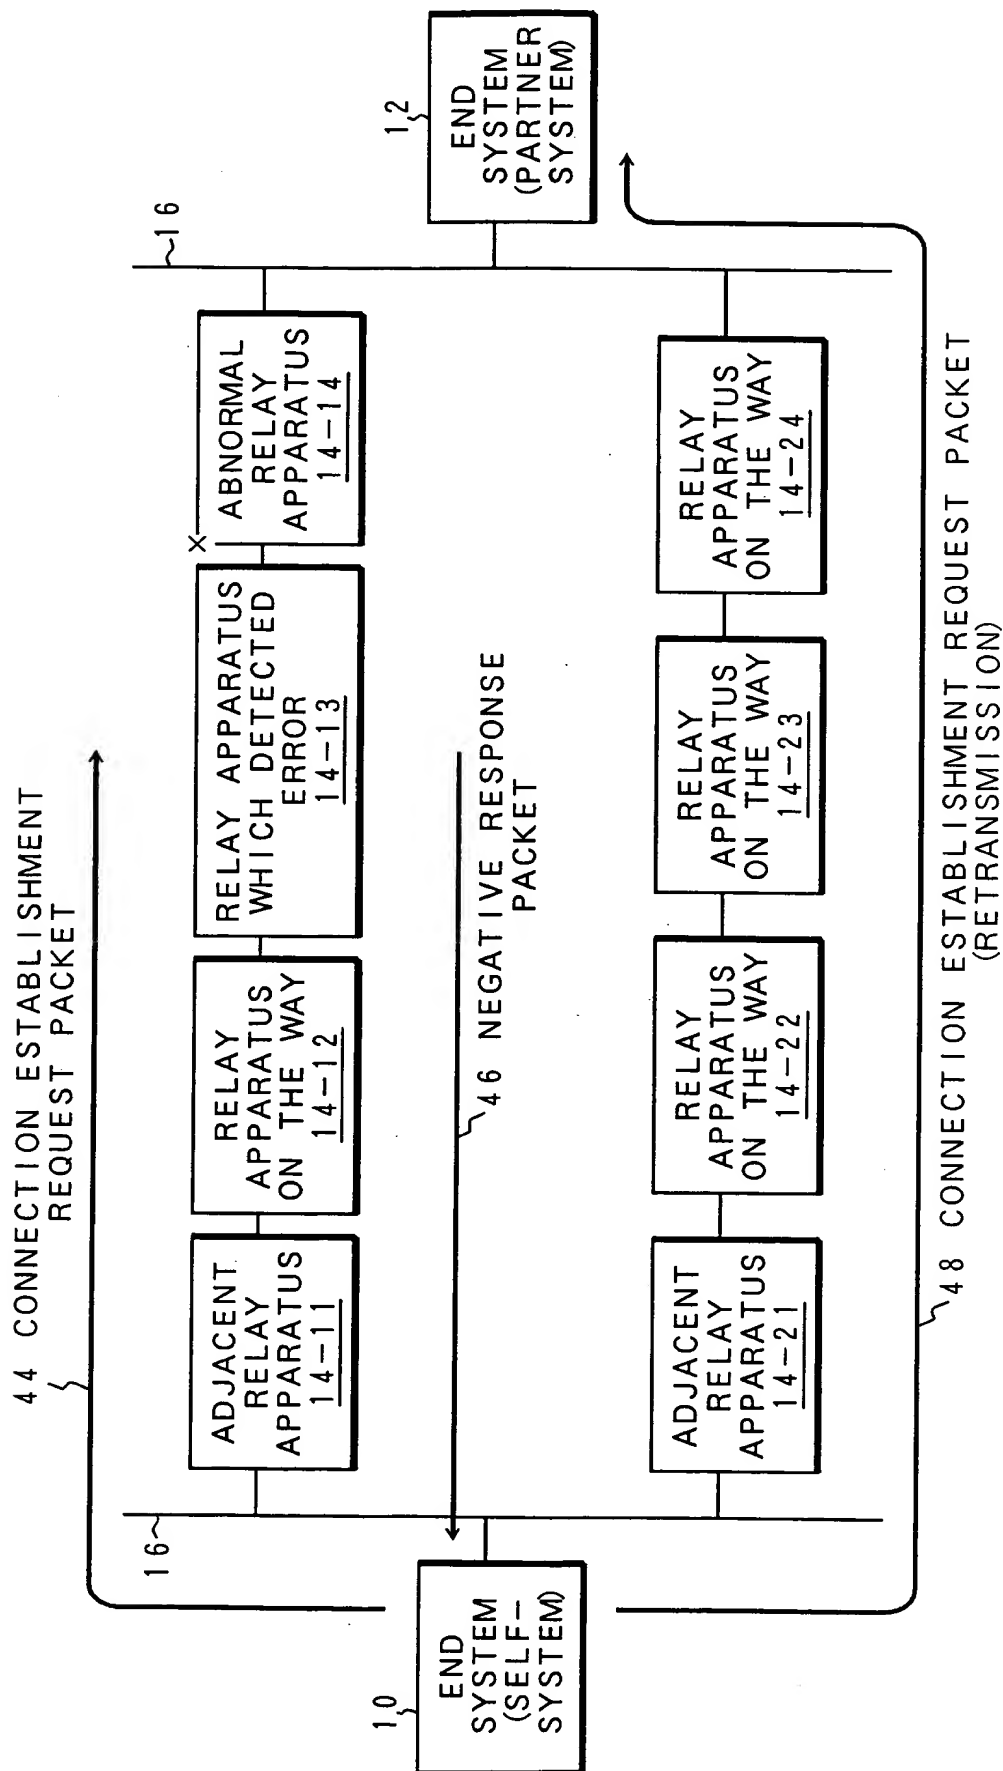 44 CONNECTION ESTABLISHMENT
REQUEST PACKET
10
END
SYSTEM
(SELF-
SYSTEM)
16
ADJACENT
RELAY
APPARATUS
14-11
RELAY
APPARATUS
ON THE WAY
14-12
RELAY APPARATUS
WHICH DETECTED
ERROR
14-13
×
ABNORMAL
RELAY
APPARATUS
14-14
16
12
END
SYSTEM
(PARTNER
SYSTEM)
46 NEGATIVE RESPONSE
PACKET
ADJACENT
RELAY
APPARATUS
14-21
RELAY
APPARATUS
ON THE WAY
14-22
RELAY
APPARATUS
ON THE WAY
14-23
RELAY
APPARATUS
ON THE WAY
14-24
48 CONNECTION ESTABLISHMENT REQUEST PACKET
(RETRANSMISSION)